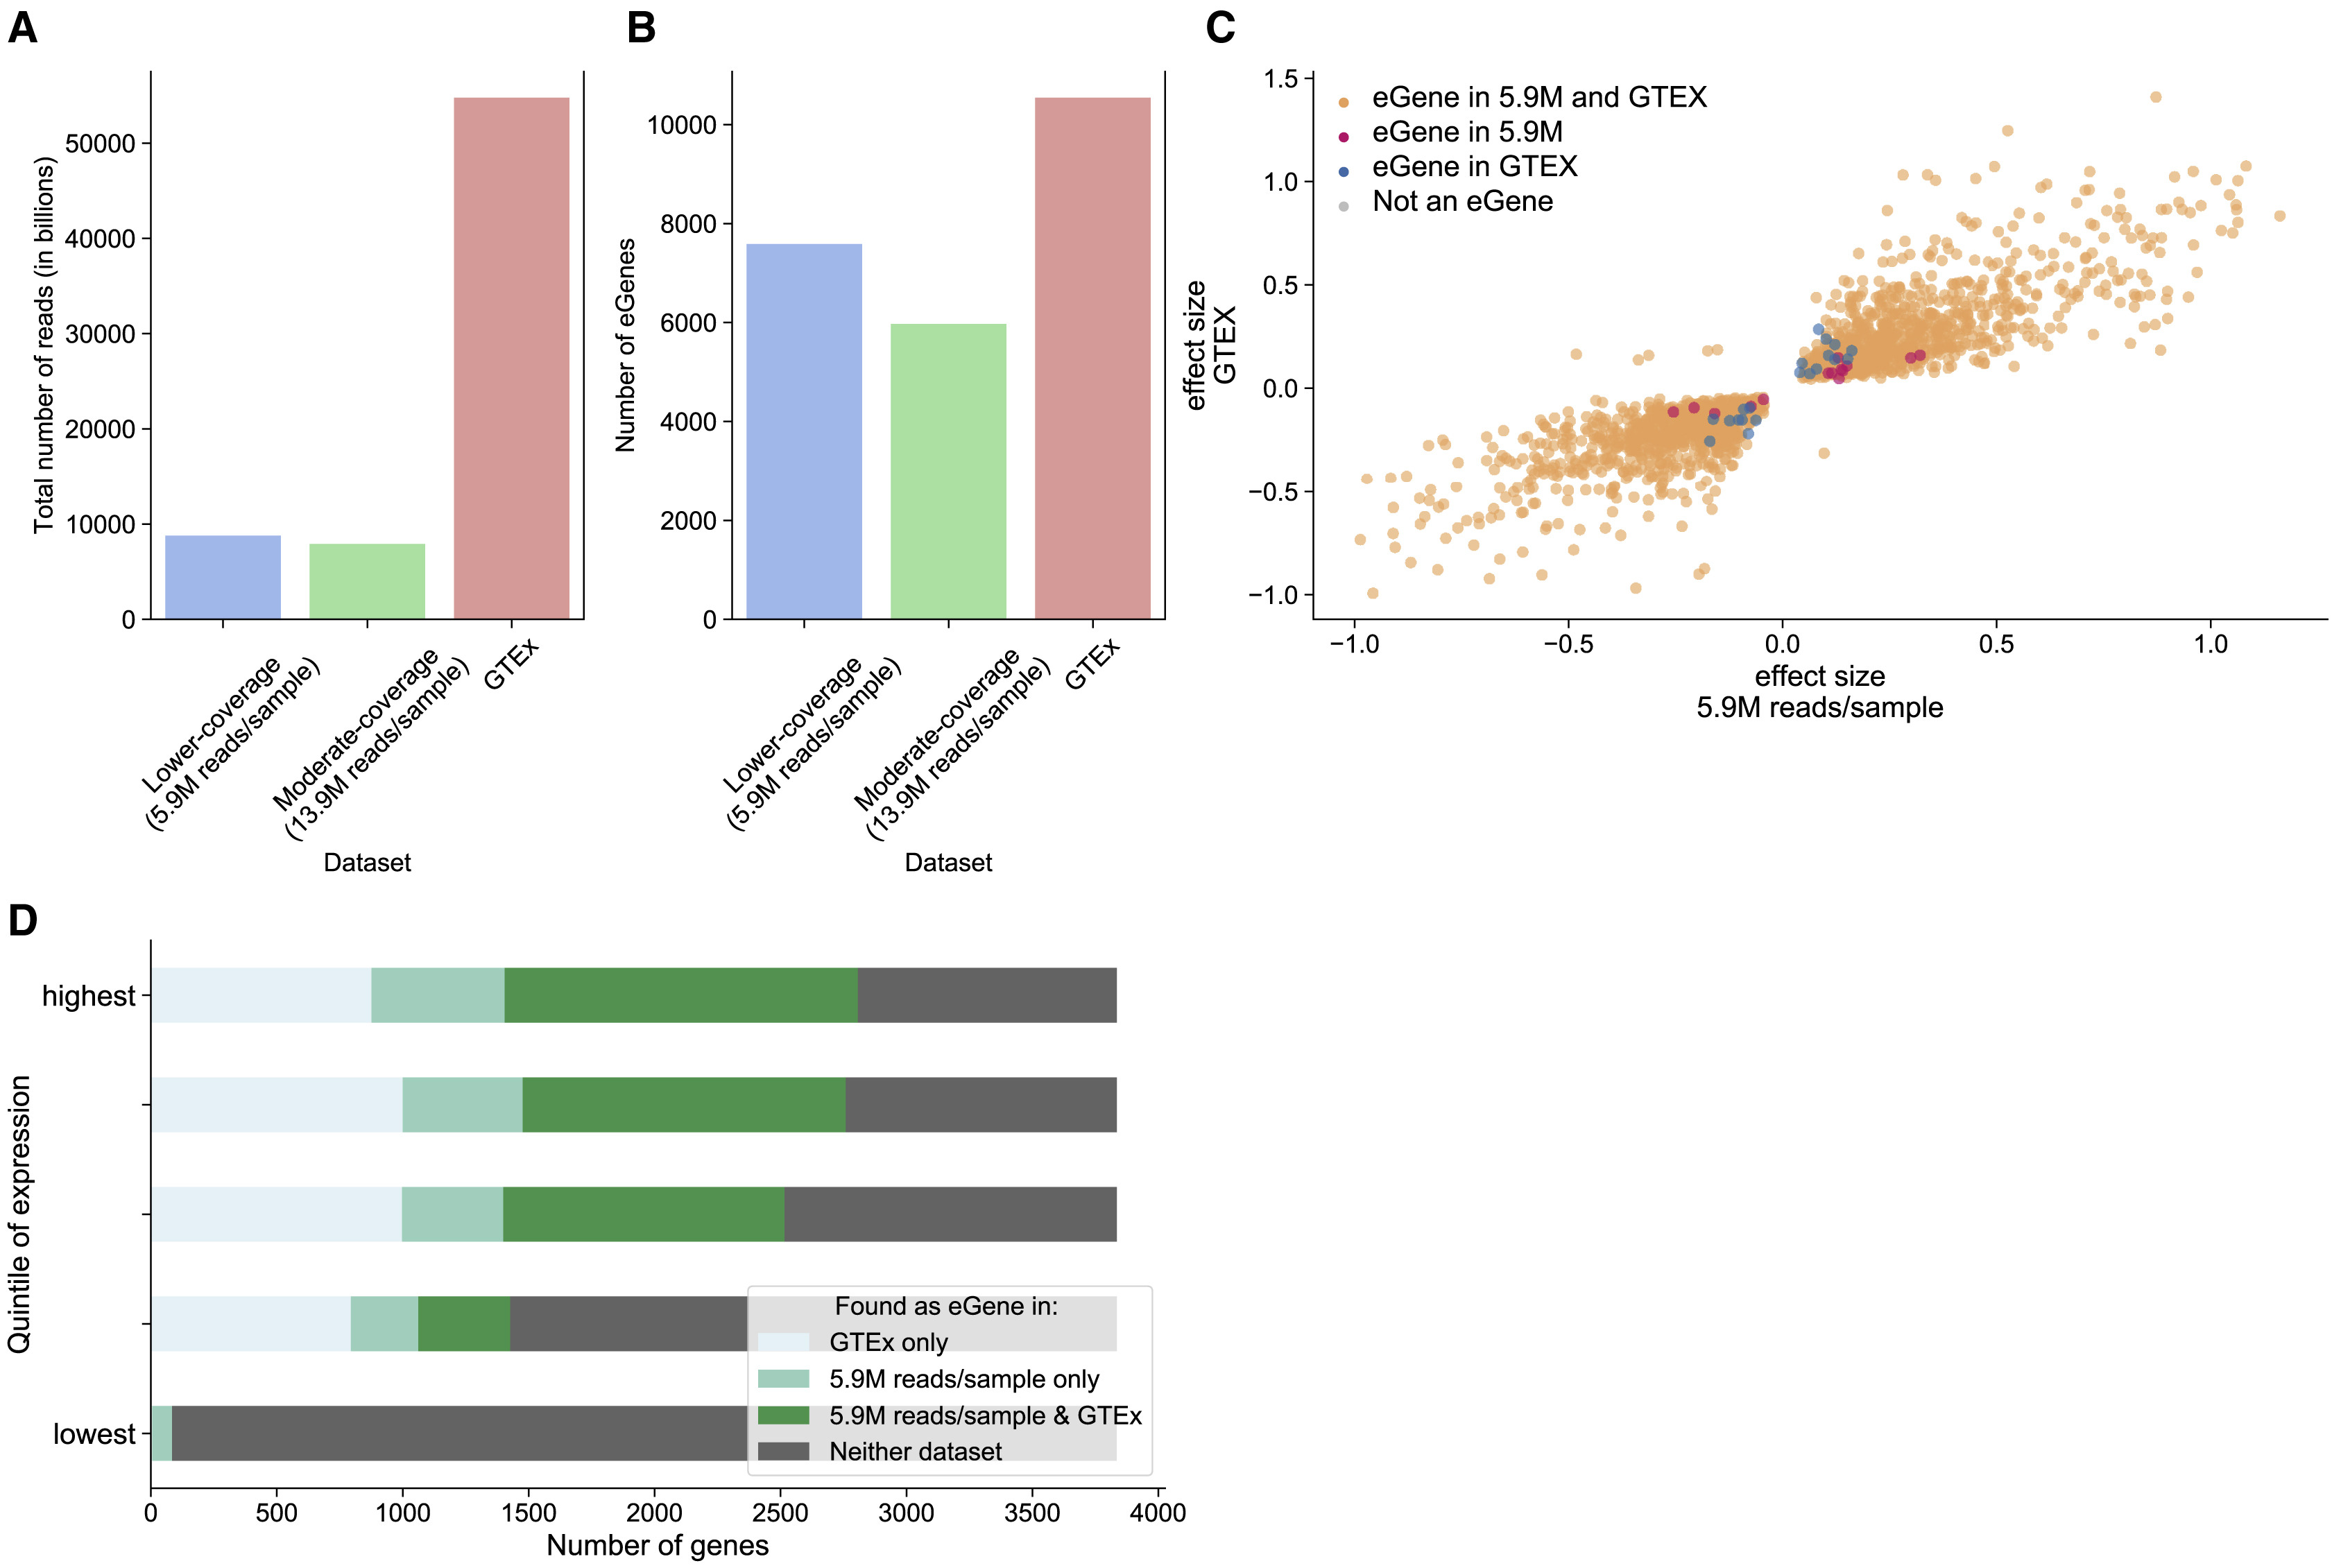 A
Total number of reads (in billions)
50000
40000
30000
20000
10000
0
Lower-coverage
(5.9M reads/sample)
Moderate-coverage
(13.9M reads/sample)
GTEx
Dataset
B
Number of eGenes
10000
8000
6000
4000
2000
0
Lower-coverage
(5.9M reads/sample)
Moderate-coverage
(13.9M reads/sample)
GTEx
Dataset
C
effect size
GTEX
1.5
1.0
0.5
0.0
−0.5
−1.0
eGene in 5.9M and GTEX
eGene in 5.9M
eGene in GTEX
Not an eGene
−1.0
−0.5
0.0
0.5
1.0
effect size
5.9M reads/sample
D
Quintile of expression
highest
lowest
Found as eGene in:
GTEx only
5.9M reads/sample only
5.9M reads/sample & GTEx
Neither dataset
0
500
1000
1500
2000
2500
3000
3500
4000
Number of genes